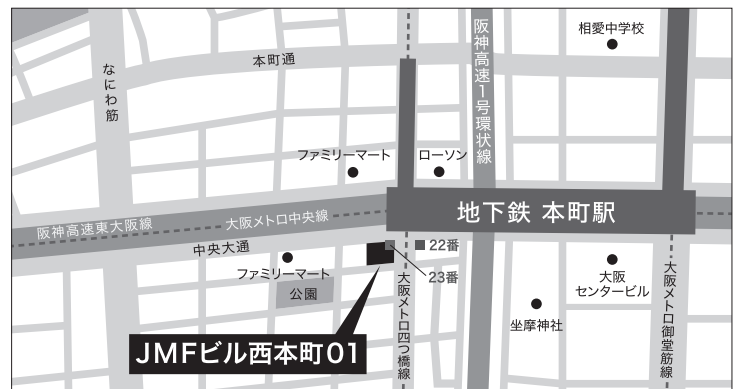 相愛中学校
本町通
なにわ筋
阪神高速1号環状線
ファミリーマート
ローソン
地下鉄 本町駅
阪神高速東大阪線
大阪メトロ中央線
中央大通
22番
23番
ファミリーマート
公園
大阪
センタービル
大阪メトロ四つ橋線
大阪メトロ御堂筋線
坐摩神社
JMFビル西本町01